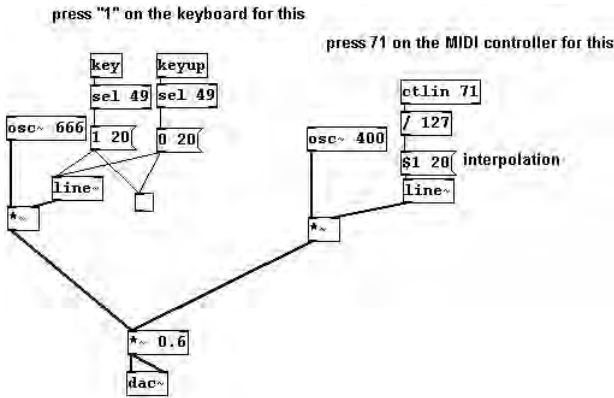 press "1" on the keyboard for this
press 71 on the MIDI controller for this
key
keyup
sel 49
sel 49
ctlin 71
/ 127
osc~ 666
1 20
0 20
osc~ 400
$1 20
interpolation
line~
line~
*~
*~
*~ 0.6
dac~